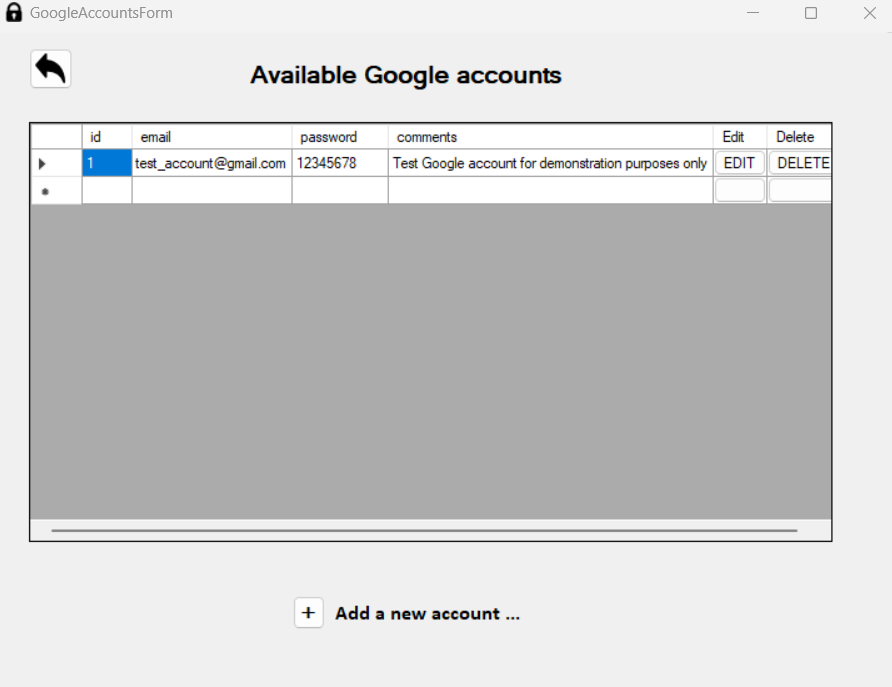 GoogleAccountsForm
Available Google accounts
id email password comments Edit Delete
1 test_account@gmail.com 12345678 Test Google account for demonstration purposes only EDIT DELETE
+ Add a new account ...